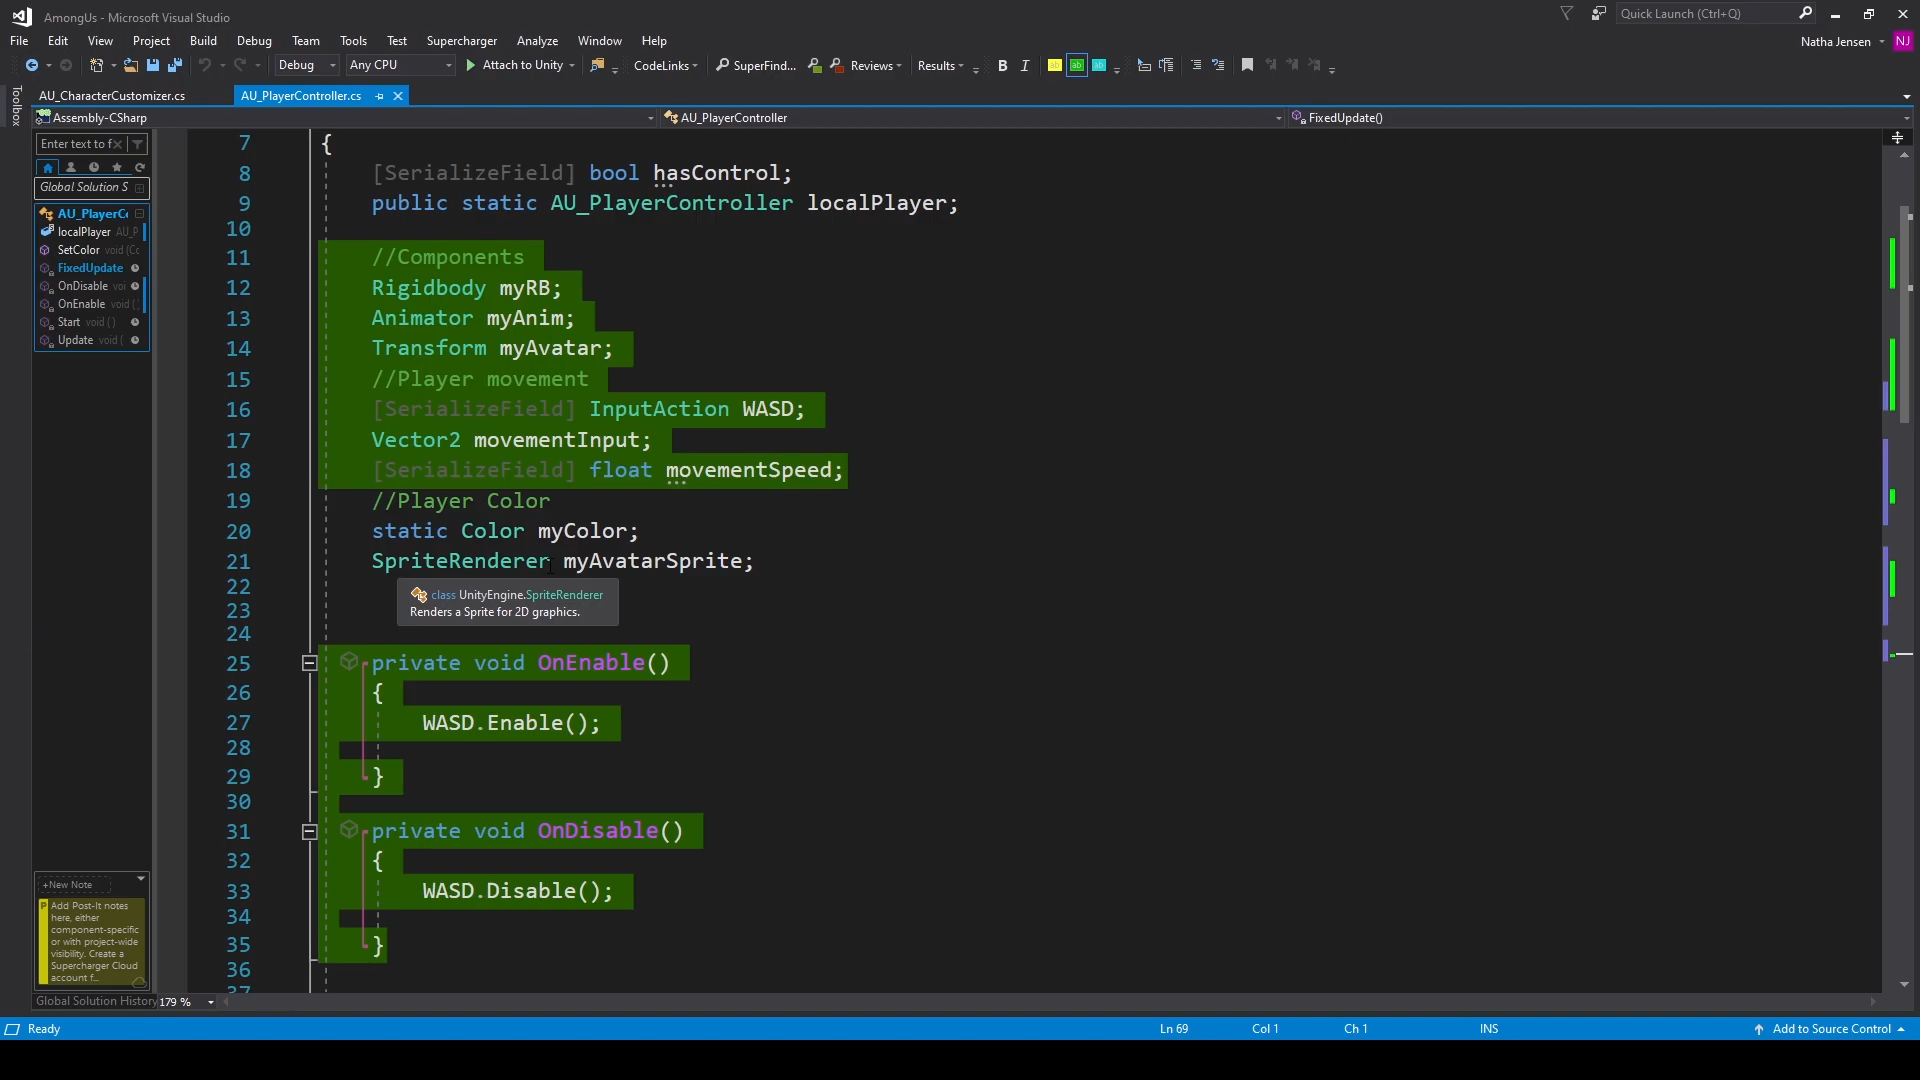 AmongUs - Microsoft Visual Studio
Quick Launch (Ctrl+Q)
File Edit View Project Build Debug Team Tools Test Supercharger Analyze Window Help
Natha Jensen NJ
Debug Any CPU Attach to Unity CodeLinks SuperFind... Reviews Results B I ab ab ab
Toolbox
AU_CharacterCustomizer.cs
AU_PlayerController.cs
Assembly-CSharp
AU_PlayerController
FixedUpdate()
Enter text to f
Global Solution S
AU_PlayerCo
localPlayer AU_P
SetColor void (Co
FixedUpdate
OnDisable voi
OnEnable void (
Start void ()
Update void (
7 {
8 [SerializeField] bool hasControl;
9 public static AU_PlayerController localPlayer;
10
11 //Components
12 Rigidbody myRB;
13 Animator myAnim;
14 Transform myAvatar;
15 //Player movement
16 [SerializeField] InputAction WASD;
17 Vector2 movementInput;
18 [SerializeField] float movementSpeed;
19 //Player Color
20 static Color myColor;
21 SpriteRenderer myAvatarSprite;
22
class UnityEngine.SpriteRenderer
Renders a Sprite for 2D graphics.
23
24
25 private void OnEnable()
26 {
27 WASD.Enable();
28
29 }
30
31 private void OnDisable()
32 {
33 WASD.Disable();
34
35 }
36
37
+New Note
P Add Post-It notes
here, either
component-specific
or with project-wide
visibility. Create a
Supercharger Cloud
account f...
Global Solution History
179 %
Ready
Ln 69 Col 1 Ch 1 INS
Add to Source Control